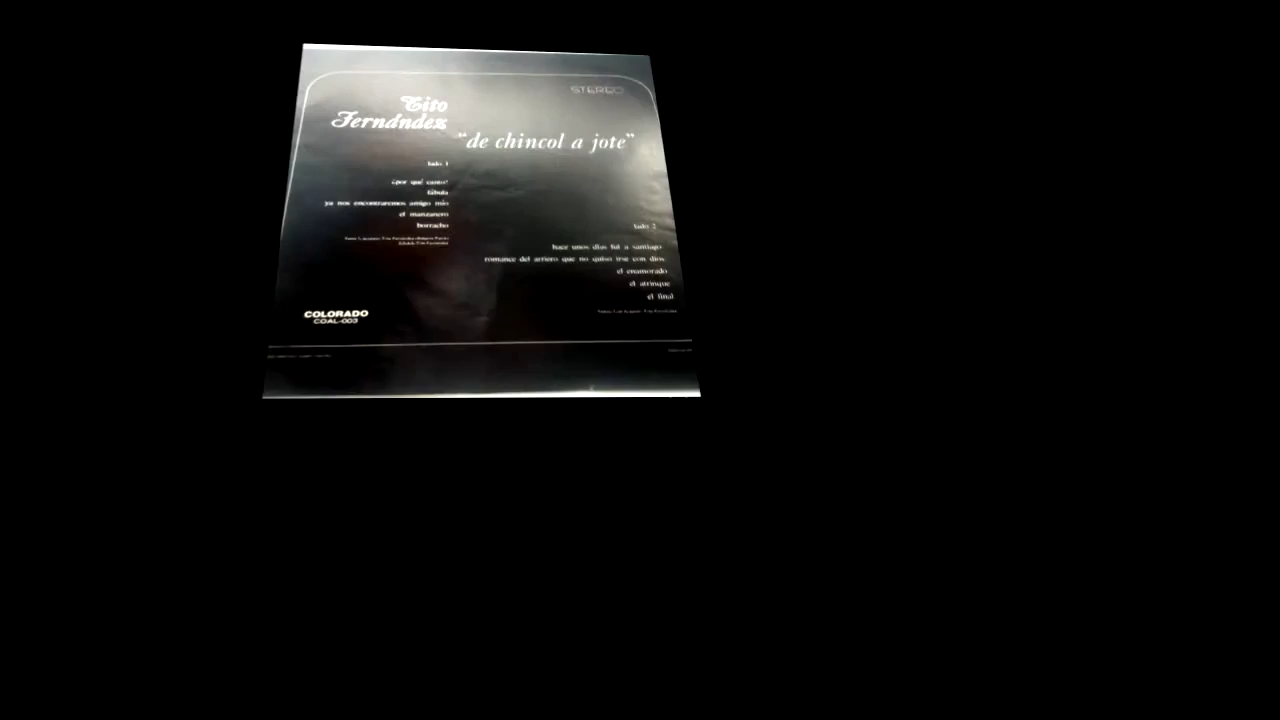 STEREO
Tito
Fernández
"de chincol a jote"
lado 1
¿por qué canto?
fábula
ya nos encontraremos amigo mío
el manzanero
borracho
lado 2
hace unos días fui a santiago
romance del arriero que no quiso irse con dios
el enamorado
el atrinque
el final
COLORADO
COAL-003